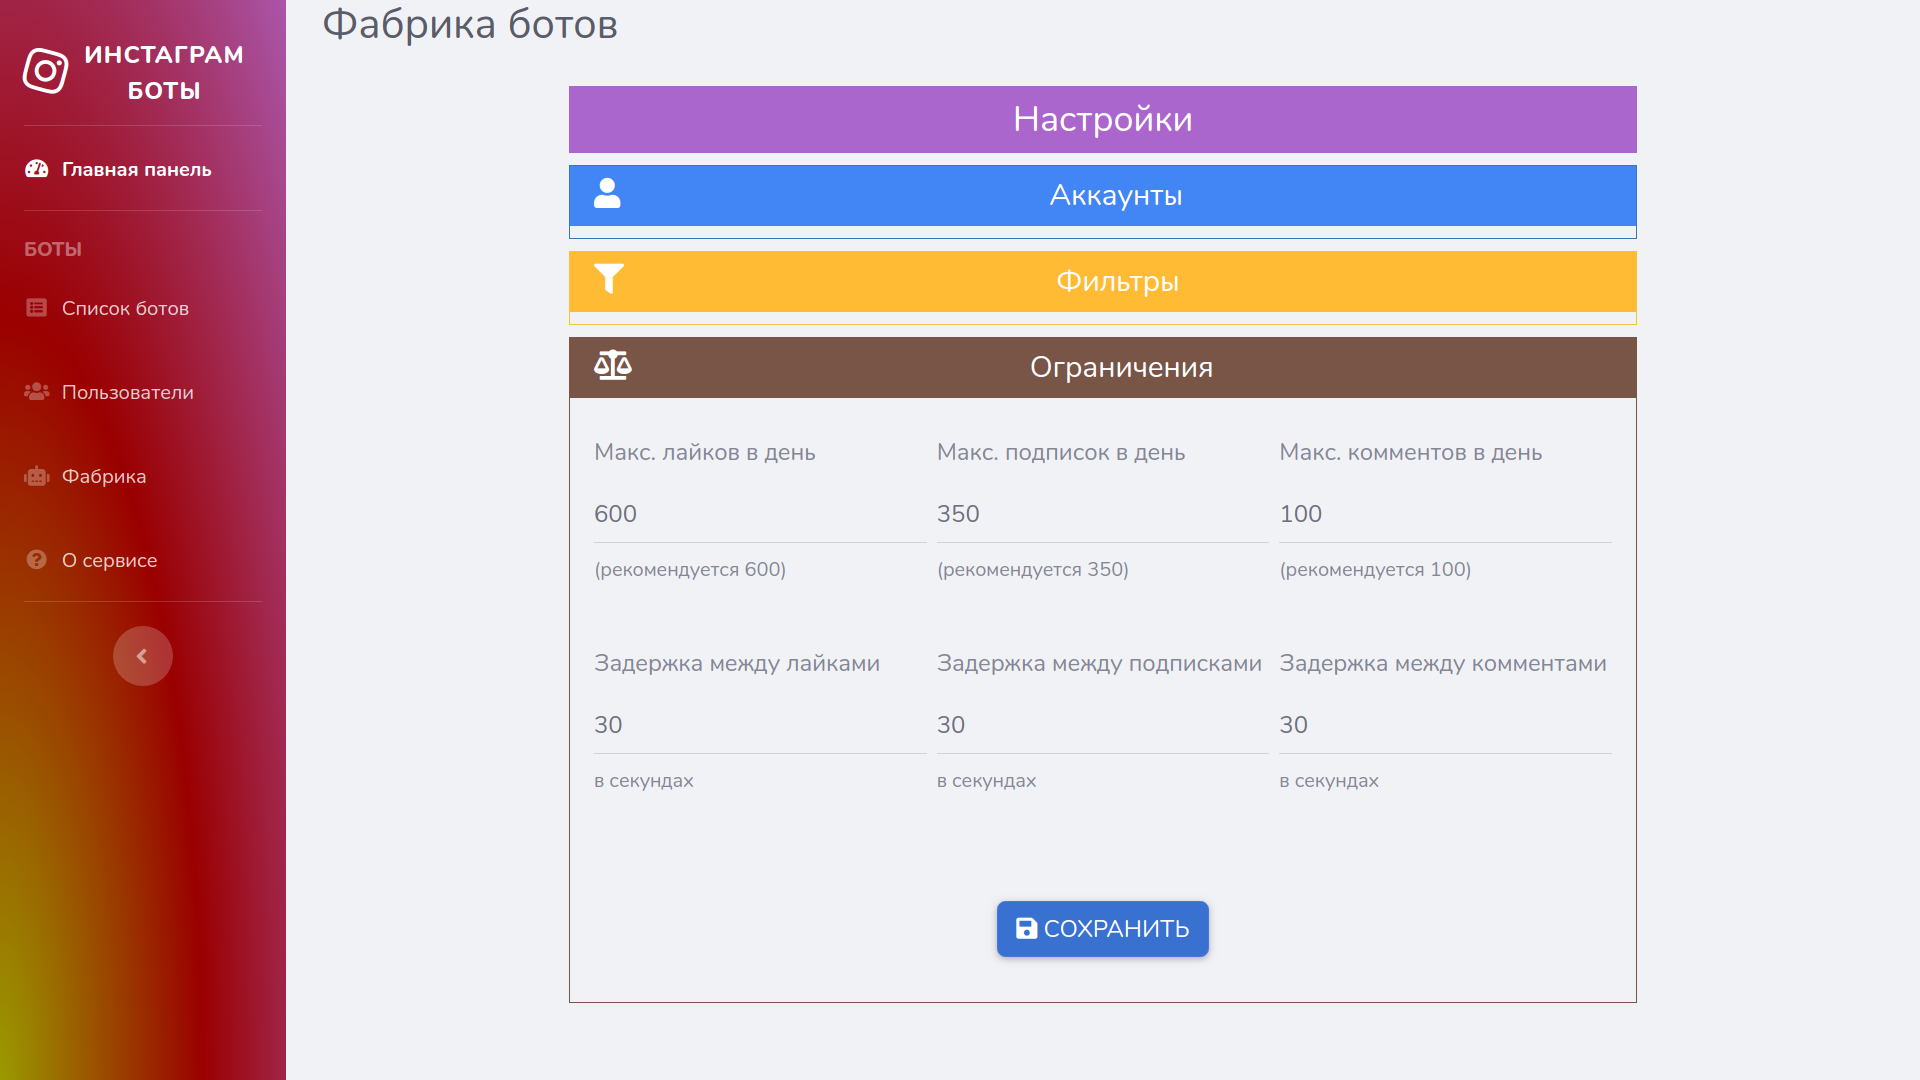 ИНСТАГРАМ
БОТЫ
Главная панель
БОТЫ
Список ботов
Пользователи
Фабрика
О сервисе
Фабрика ботов
Настройки
Аккаунты
Фильтры
Ограничения
Макс. лайков в день
Макс. подписок в день
Макс. комментов в день
600
350
100
(рекомендуется 600)
(рекомендуется 350)
(рекомендуется 100)
Задержка между лайками
Задержка между подписками
Задержка между комментами
30
30
30
в секундах
в секундах
в секундах
СОХРАНИТЬ